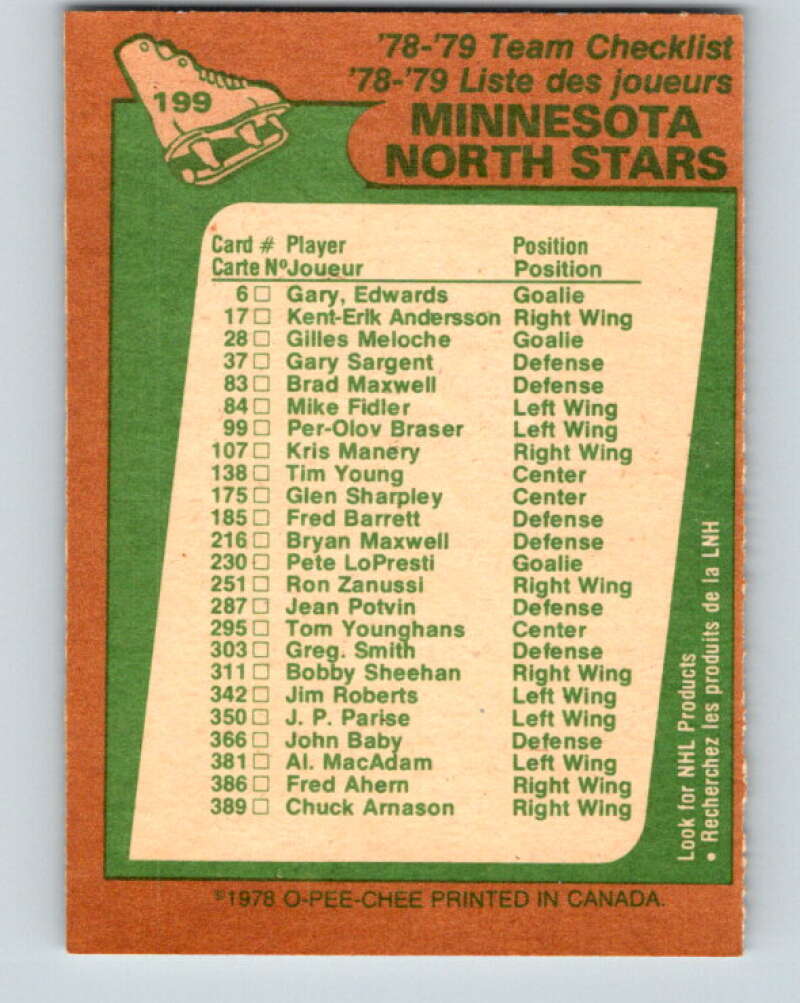 199
'78-'79 Team Checklist
'78-'79 Liste des joueurs
MINNESOTA
NORTH STARS
Card # Player Position
Carte Nº Joueur Position
6 □ Gary, Edwards Goalie
17 □ Kent-Erik Andersson Right Wing
28 □ Gilles Meloche Goalie
37 □ Gary Sargent Defense
83 □ Brad Maxwell Defense
84 □ Mike Fidler Left Wing
99 □ Per-Olov Braser Left Wing
107 □ Kris Manery Right Wing
138 □ Tim Young Center
175 □ Glen Sharpley Center
185 □ Fred Barrett Defense
216 □ Bryan Maxwell Defense
230 □ Pete LoPresti Goalie
251 □ Ron Zanussi Right Wing
287 □ Jean Potvin Defense
295 □ Tom Younghans Center
303 □ Greg. Smith Defense
311 □ Bobby Sheehan Right Wing
342 □ Jim Roberts Left Wing
350 □ J. P. Parise Left Wing
366 □ John Baby Defense
381 □ Al. MacAdam Left Wing
386 □ Fred Ahern Right Wing
389 □ Chuck Arnason Right Wing
Look for NHL Products
• Recherchez les produits de la LNH
©1978 O-PEE-CHEE PRINTED IN CANADA.